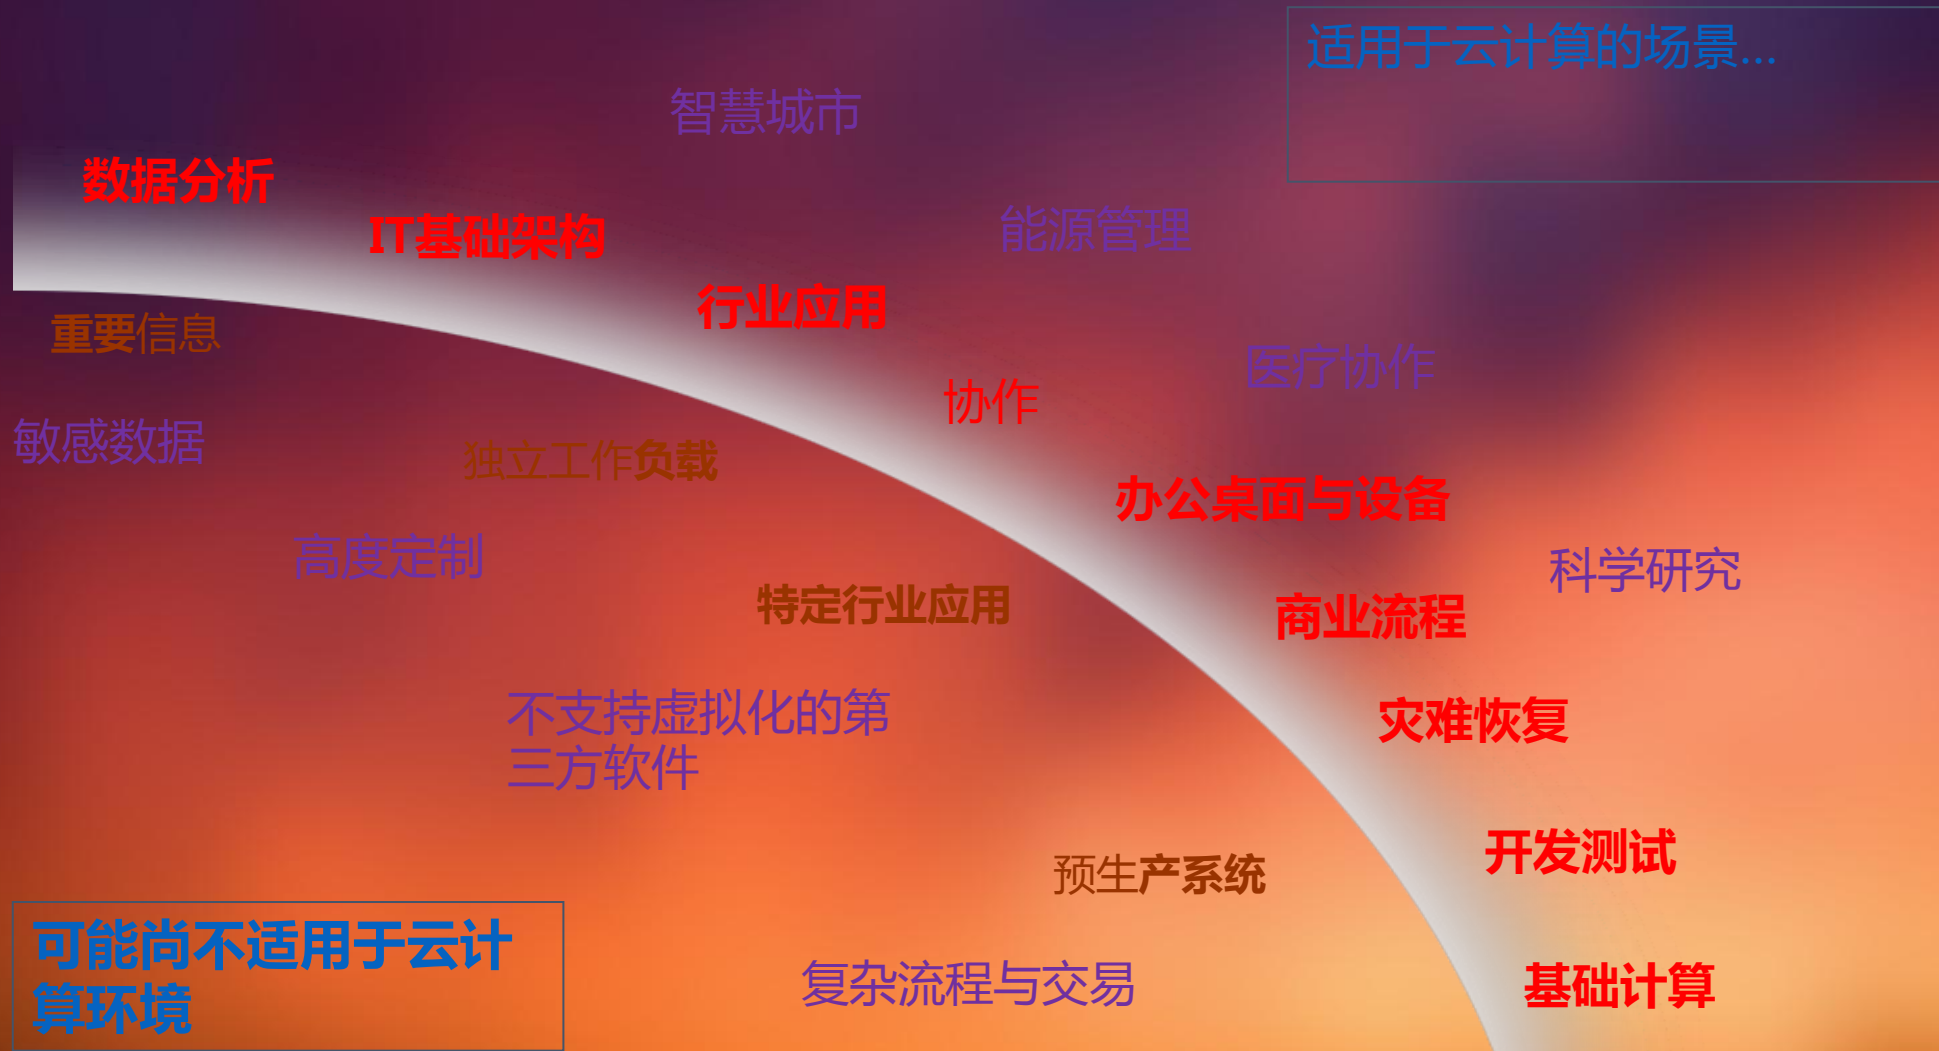 适用于云计算的场景...
智慧城市
数据分析
IT基础架构
能源管理
行业应用
重要信息
医疗协作
协作
敏感数据
独立工作负载
办公桌面与设备
高度定制
科学研究
特定行业应用
商业流程
不支持虚拟化的第
三方软件
灾难恢复
开发测试
预生产系统
可能尚不适用于云计
算环境
复杂流程与交易
基础计算